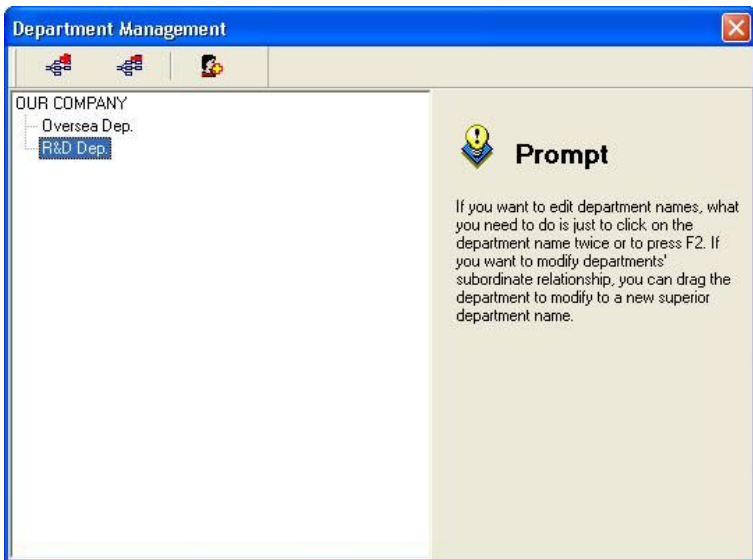 Department Management
OUR COMPANY
Oversea Dep.
R&D Dep.
Prompt
If you want to edit department names, what
you need to do is just to click on the
department name twice or to press F2. If
you want to modify departments'
subordinate relationship, you can drag the
department to modify to a new superior
department name.